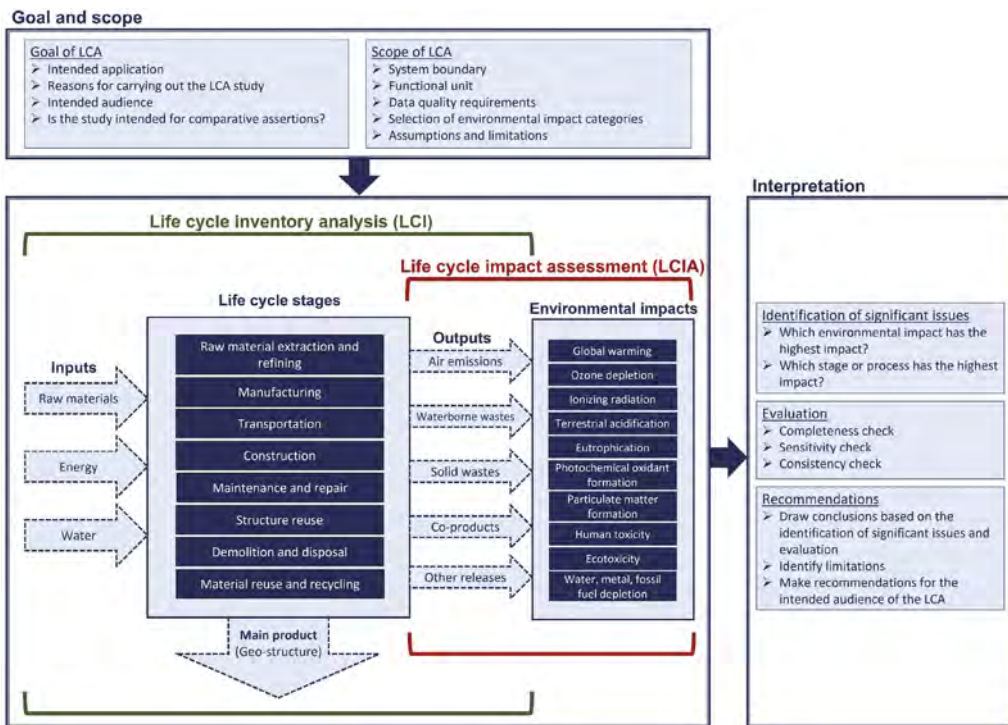 Goal and scope
Goal of LCA
➢ Intended application
➢ Reasons for carrying out the LCA study
➢ Intended audience
➢ Is the study intended for comparative assertions?
Scope of LCA
➢ System boundary
➢ Functional unit
➢ Data quality requirements
➢ Selection of environmental impact categories
➢ Assumptions and limitations
Life cycle inventory analysis (LCI)
Life cycle impact assessment (LCIA)
Inputs
Raw materials
Energy
Water
Life cycle stages
Raw material extraction and
refining
Manufacturing
Transportation
Construction
Maintenance and repair
Structure reuse
Demolition and disposal
Material reuse and recycling
Main product
(Geo-structure)
Outputs
Air emissions
Waterborne wastes
Solid wastes
Co-products
Other releases
Environmental impacts
Global warming
Ozone depletion
Ionizing radiation
Terrestrial acidification
Eutrophication
Photochemical oxidant
formation
Particulate matter
formation
Human toxicity
Ecotoxicity
Water, metal, fossil
fuel depletion
Interpretation
Identification of significant issues
➢ Which environmental impact has the
highest impact?
➢ Which stage or process has the highest
impact?
Evaluation
➢ Completeness check
➢ Sensitivity check
➢ Consistency check
Recommendations
➢ Draw conclusions based on the
identification of significant issues and
evaluation
➢ Identify limitations
➢ Make recommendations for the
intended audience of the LCA